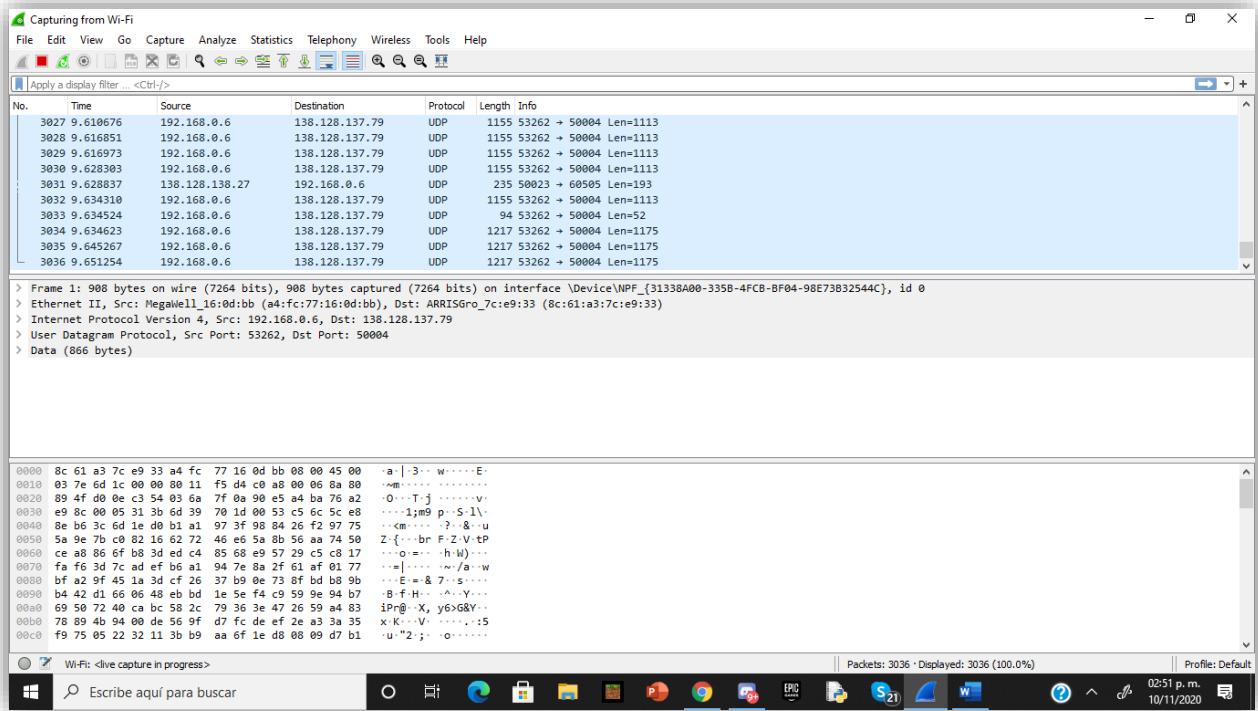 Capturing from Wi-Fi
File Edit View Go Capture Analyze Statistics Telephony Wireless Tools Help
Apply a display filter ... <Ctrl-/>
No. Time Source Destination Protocol Length Info
3027 9.610676 192.168.0.6 138.128.137.79 UDP 1155 53262 → 50004 Len=1113
3028 9.616851 192.168.0.6 138.128.137.79 UDP 1155 53262 → 50004 Len=1113
3029 9.616973 192.168.0.6 138.128.137.79 UDP 1155 53262 → 50004 Len=1113
3030 9.628303 192.168.0.6 138.128.137.79 UDP 1155 53262 → 50004 Len=1113
3031 9.628837 138.128.138.27 192.168.0.6 UDP 235 50023 → 60505 Len=193
3032 9.634310 192.168.0.6 138.128.137.79 UDP 1155 53262 → 50004 Len=1113
3033 9.634524 192.168.0.6 138.128.137.79 UDP 94 53262 → 50004 Len=52
3034 9.634623 192.168.0.6 138.128.137.79 UDP 1217 53262 → 50004 Len=1175
3035 9.645267 192.168.0.6 138.128.137.79 UDP 1217 53262 → 50004 Len=1175
3036 9.651254 192.168.0.6 138.128.137.79 UDP 1217 53262 → 50004 Len=1175
> Frame 1: 908 bytes on wire (7264 bits), 908 bytes captured (7264 bits) on interface \Device\NPF_{31338A00-335B-4FCB-BF04-98E73B32544C}, id 0
> Ethernet II, Src: MegaWell_16:0d:bb (a4:fc:77:16:0d:bb), Dst: ARRISGro_7c:e9:33 (8c:61:a3:7c:e9:33)
> Internet Protocol Version 4, Src: 192.168.0.6, Dst: 138.128.137.79
> User Datagram Protocol, Src Port: 53262, Dst Port: 50004
> Data (866 bytes)
0000 8c 61 a3 7c e9 33 a4 fc 77 16 0d bb 08 00 45 00 ·a·|·3·· w·····E·
0010 03 7e 6d 1c 00 00 80 11 f5 d4 c0 a8 00 06 8a 80 ·~m····· ········
0020 89 4f d0 0e c3 54 03 6a 7f 0a 90 e5 a4 ba 76 a2 ·O···T·j ······v·
0030 e9 8c 00 05 31 3b 6d 39 70 1d 00 53 c5 6c 5c e8 ····1;m9 p··S·l\·
0040 8e b6 3c 6d 1e d0 b1 a1 97 3f 98 84 26 f2 97 75 ··<m···· ·?··&··u
0050 5a 9e 7b c0 82 16 62 72 46 e6 5a 8b 56 aa 74 50 Z·{···br F·Z·V·tP
0060 ce a8 86 6f b8 3d ed c4 85 68 e9 57 29 c5 c8 17 ···o·=·· ·h·W)···
0070 fa f6 3d 7c ad ef b6 a1 94 7e 8a 2f 61 af 01 77 ··=|···· ·~·/a··w
0080 bf a2 9f 45 1a 3d cf 26 37 b9 0e 73 8f bd b8 9b ···E·=·& 7··s····
0090 b4 42 d1 66 06 48 eb bd 1e 5e f4 c9 59 9e 94 b7 ·B·f·H·· ·^··Y···
00a0 69 50 72 40 ca bc 58 2c 79 36 3e 47 26 59 a4 83 iPr@··X, y6>G&Y··
00b0 78 89 4b 94 00 de 56 9f d7 fc de ef 2e a3 3a 35 x·K···V· ····.·:5
00c0 f9 75 05 22 32 11 3b b9 aa 6f 1e d8 08 09 d7 b1 ·u·"2·;· ·o······
Wi-Fi: <live capture in progress> Packets: 3036 · Displayed: 3036 (100.0%) Profile: Default
Escribe aquí para buscar
EPIC GAMES
9+
S 21
W
02:51 p. m.
10/11/2020